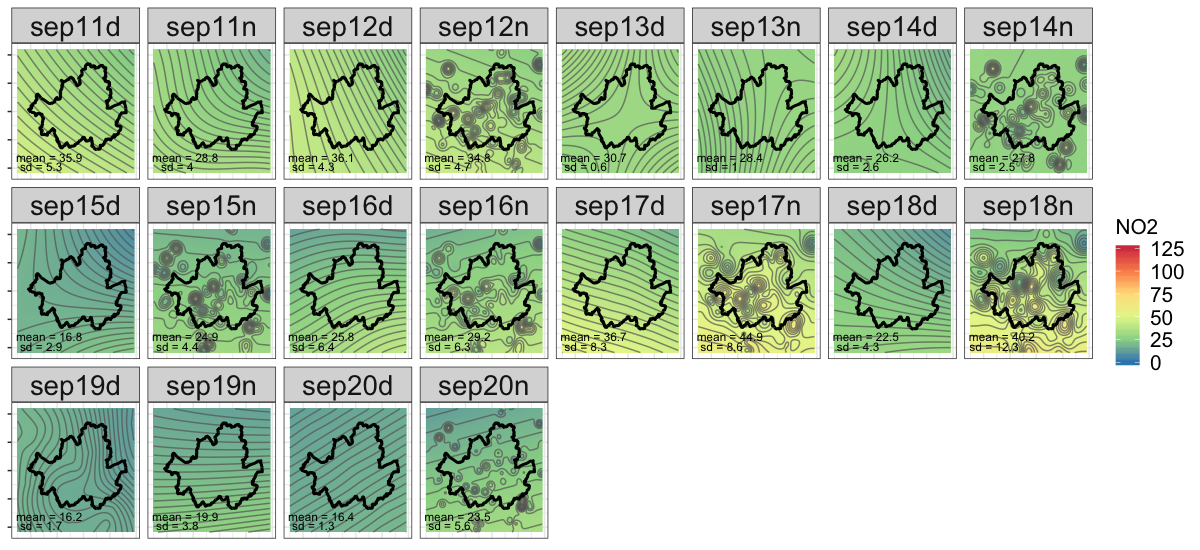 sep11d sep11n sep12d sep12n sep13d sep13n sep14d sep14n
mean = 35.9 mean = 28.8 mean = 36.1 mean = 34.8 mean = 30.7 mean = 28.4 mean = 26.2 mean = 27.8
sd = 5.3 sd = 4 sd = 4.3 sd = 4.7 sd = 0.6 sd = 1 sd = 2.6 sd = 2.5
sep15d sep15n sep16d sep16n sep17d sep17n sep18d sep18n
mean = 16.8 mean = 24.9 mean = 25.8 mean = 29.2 mean = 36.7 mean = 44.9 mean = 22.5 mean = 40.2
sd = 2.9 sd = 4.4 sd = 6.4 sd = 6.3 sd = 8.3 sd = 8.6 sd = 4.3 sd = 12.3
NO2
125
100
75
50
25
0
sep19d sep19n sep20d sep20n
mean = 16.2 mean = 19.9 mean = 16.4 mean = 23.5
sd = 1.7 sd = 3.8 sd = 1.3 sd = 5.6